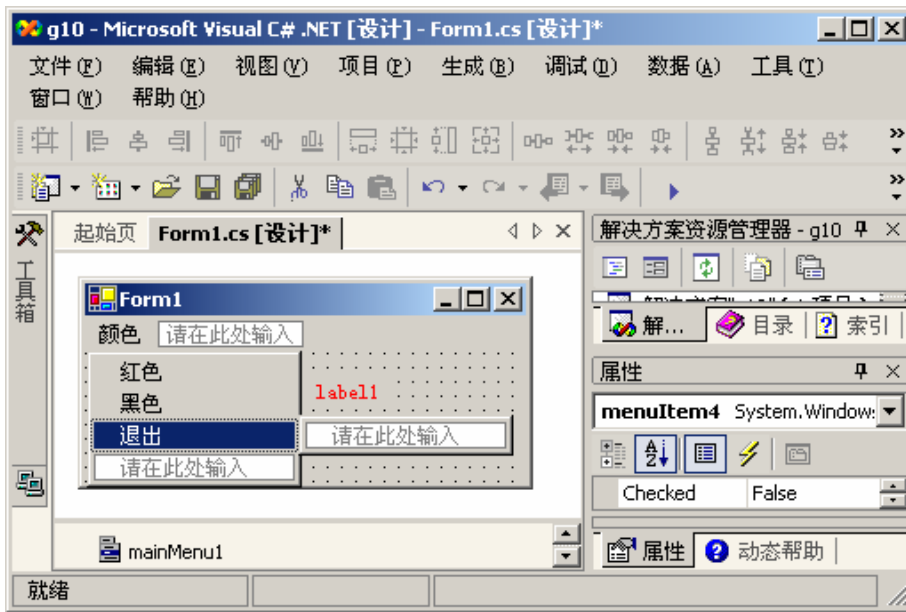 g10 - Microsoft Visual C# .NET [设计] - Form1.cs [设计]*
文件(F) 编辑(E) 视图(V) 项目(P) 生成(B) 调试(D) 数据(A) 工具(T)
窗口(W) 帮助(H)
工具箱
起始页 Form1.cs [设计]*
Form1
颜色 请在此处输入
红色
黑色
label1
退出 请在此处输入
请在此处输入
mainMenu1
解决方案资源管理器 - g10
解... 目录 索引
属性
menuItem4 System.Window
Checked False
属性 动态帮助
就绪